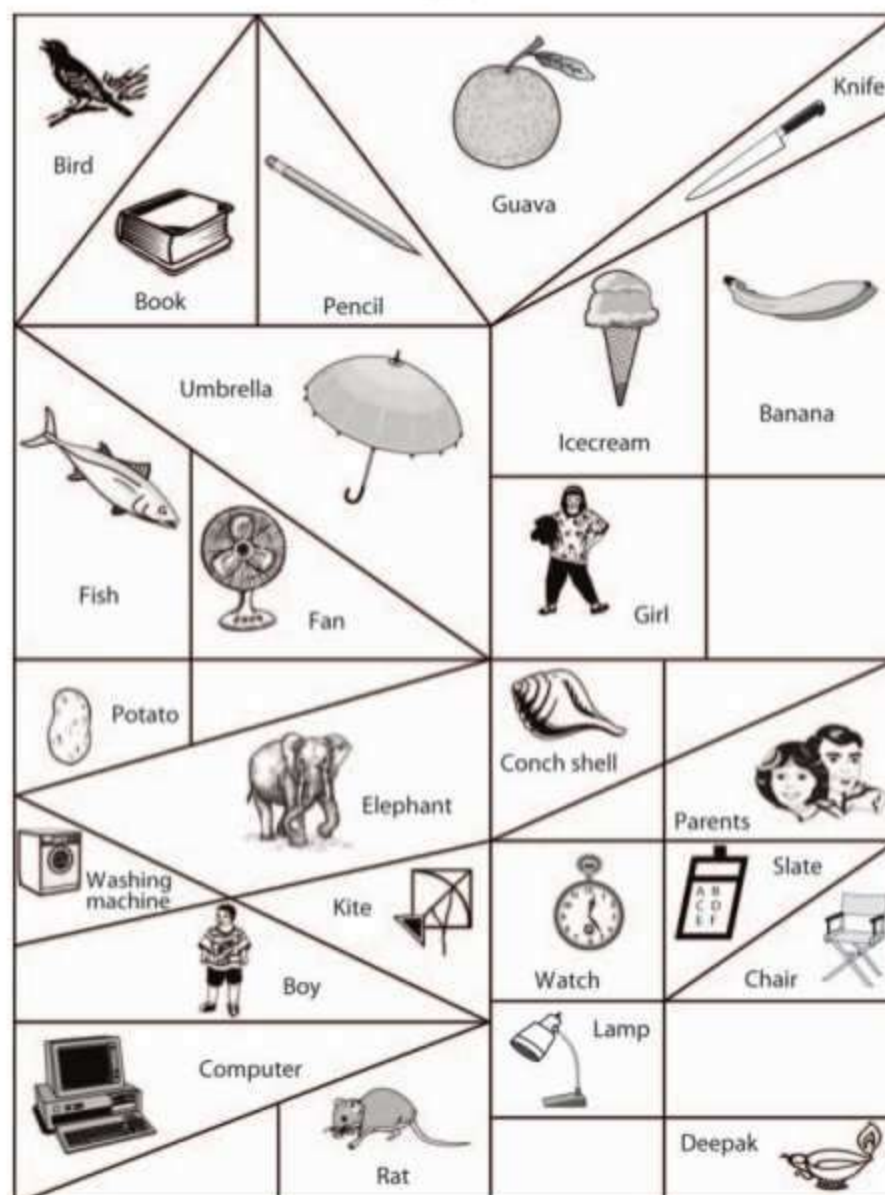 Bird
Book
Pencil
Guava
Knife
Umbrella
Icecream
Banana
Fish
Fan
Girl
Potato
Elephant
Conch shell
Parents
Washing
machine
Kite
Boy
Watch
Slate
A B
C D
E F
Chair
Computer
Rat
Lamp
Deepak